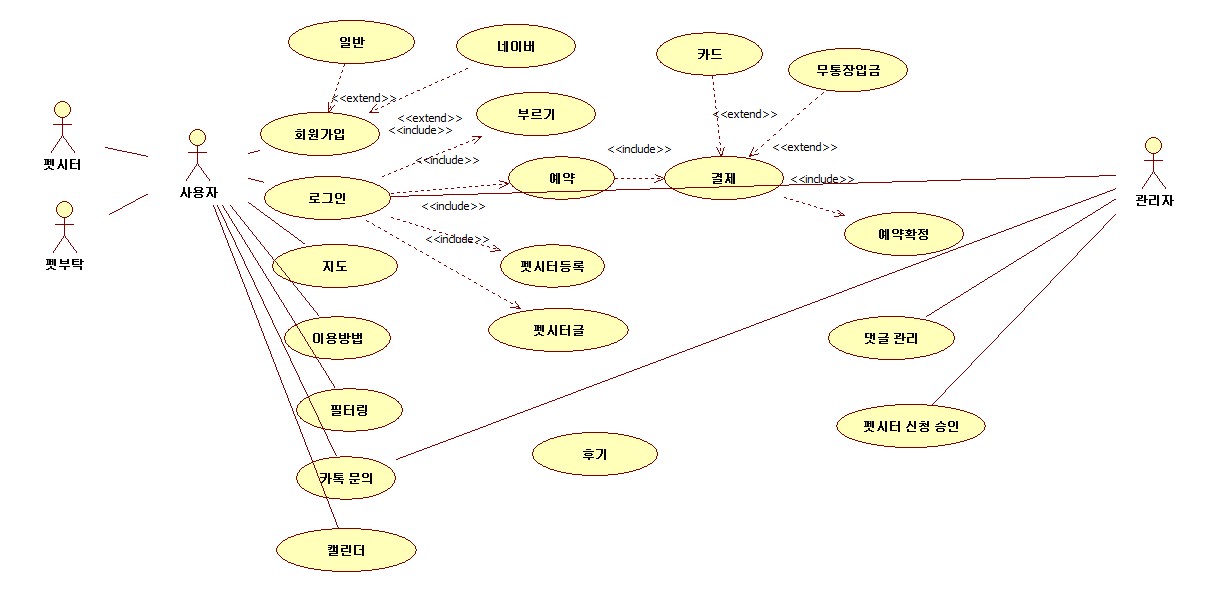 일반
네이버
카드
무통장입금
<<extend>>
펫시터
회원가입
<<extend>>
<<include>>
부르기
<<extend>>
<<extend>>
사용자
<<include>>
<<include>>
예약
결제
<<include>>
관리자
로그인
<<include>>
펫부탁
<<include>>
예약확정
지도
펫시터등록
이용방법
펫시터글
댓글 관리
필터링
펫시터 신청 승인
후기
카톡 문의
캘린더